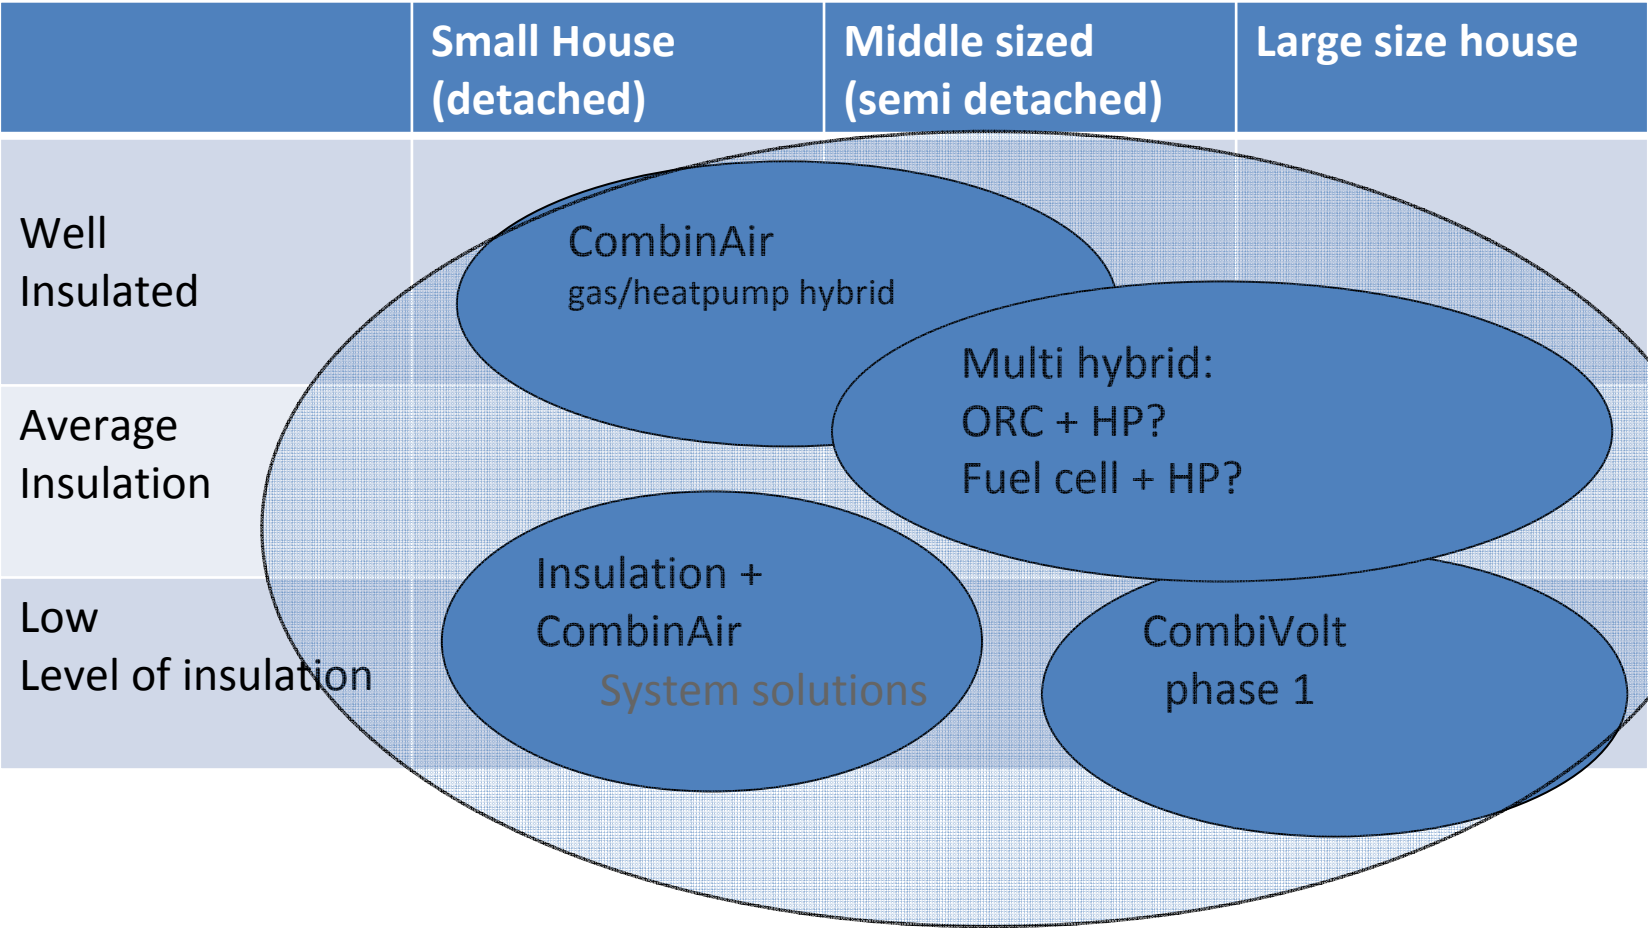 Small House
(detached)
Middle sized
(semi detached)
Large size house
Well
Insulated
CombinAir
gas/heatpump hybrid
Multi hybrid:
ORC + HP?
Fuel cell + HP?
Average
Insulation
Insulation +
CombinAir
System solutions
Low
Level of insulation
CombiVolt
phase 1